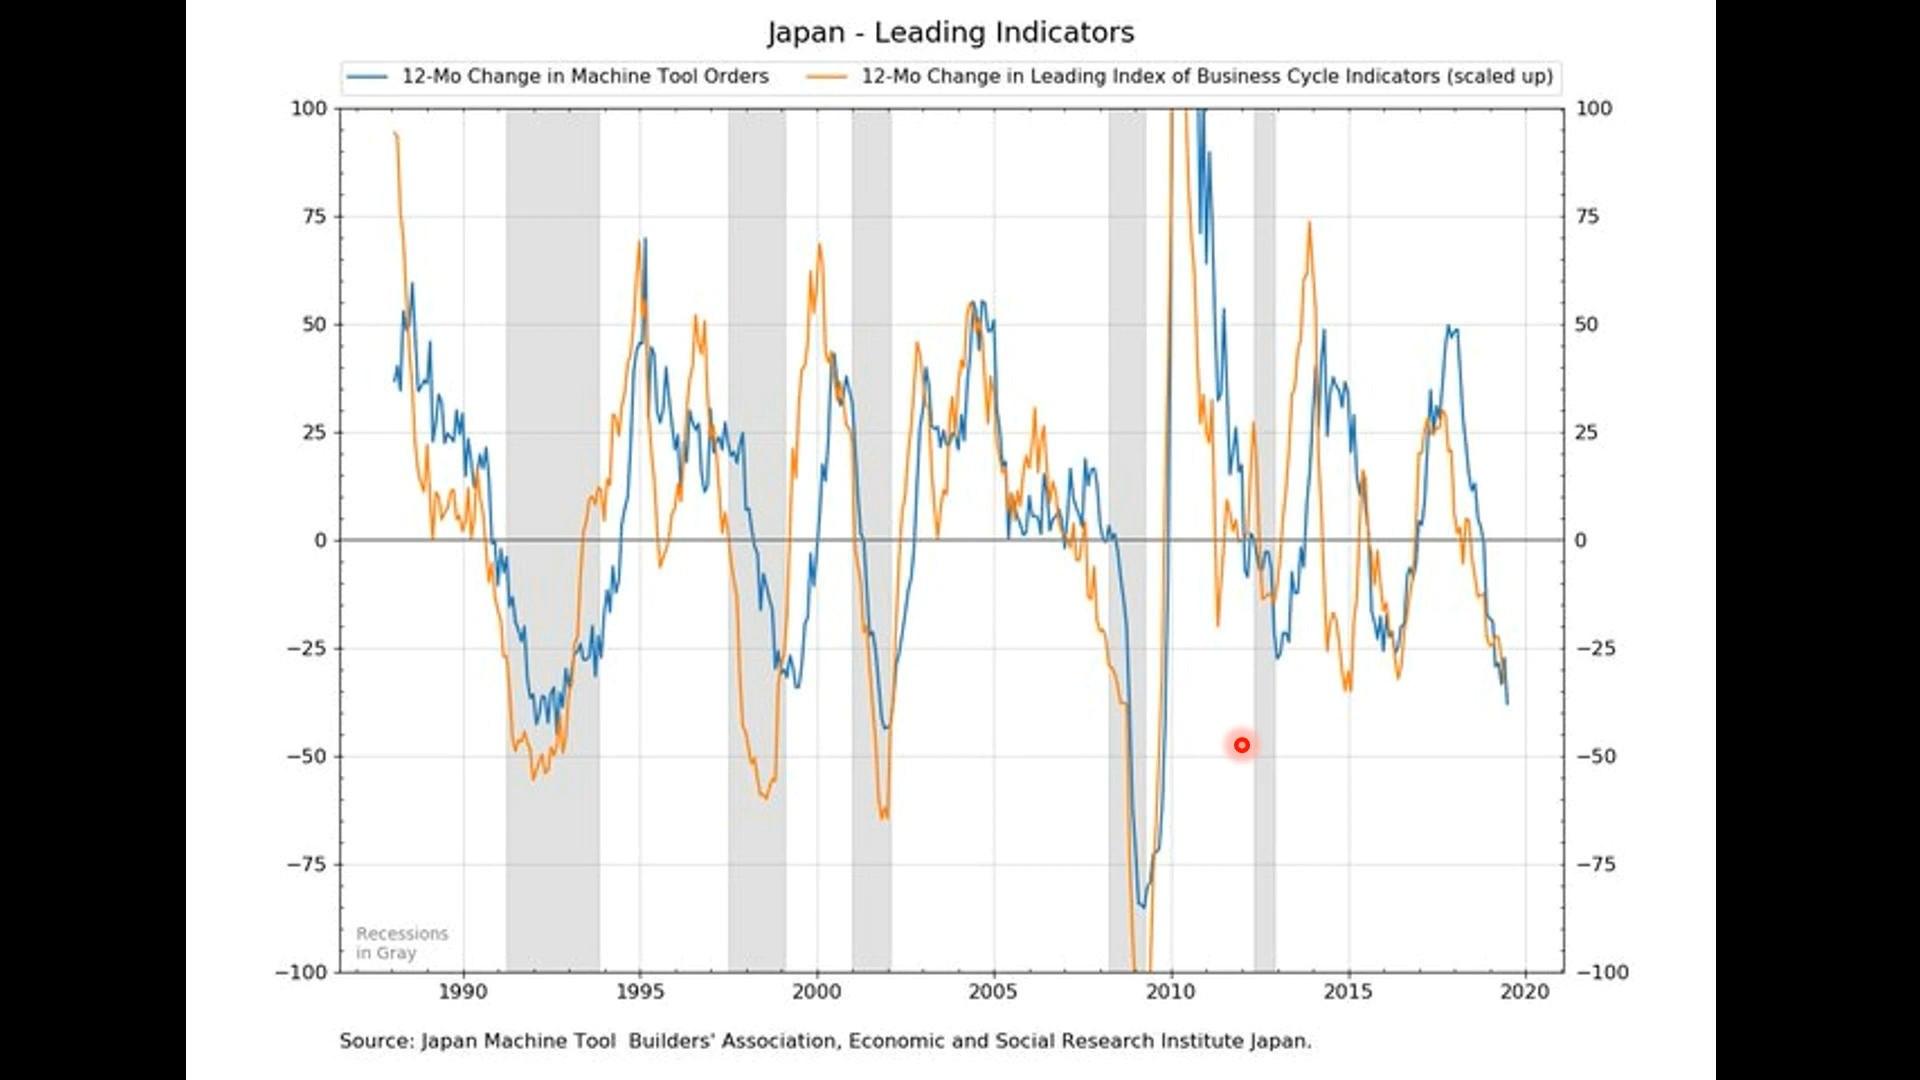 Japan - Leading Indicators
12-Mo Change in Machine Tool Orders
12-Mo Change in Leading Index of Business Cycle Indicators (scaled up)
100
75
50
25
0
−25
−50
−75
−100
100
75
50
25
0
−25
−50
−75
−100
Recessions
in Gray
1990 1995 2000 2005 2010 2015 2020
Source: Japan Machine Tool  Builders' Association, Economic and Social Research Institute Japan.